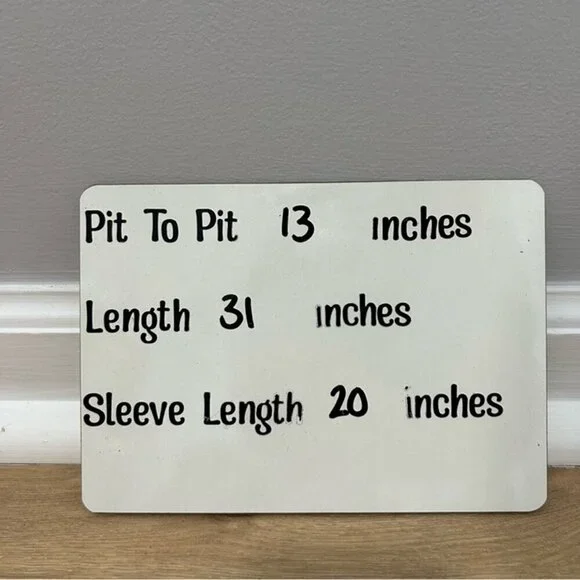 Pit To Pit 13 inches
Length 31 inches
Sleeve Length 20 inches